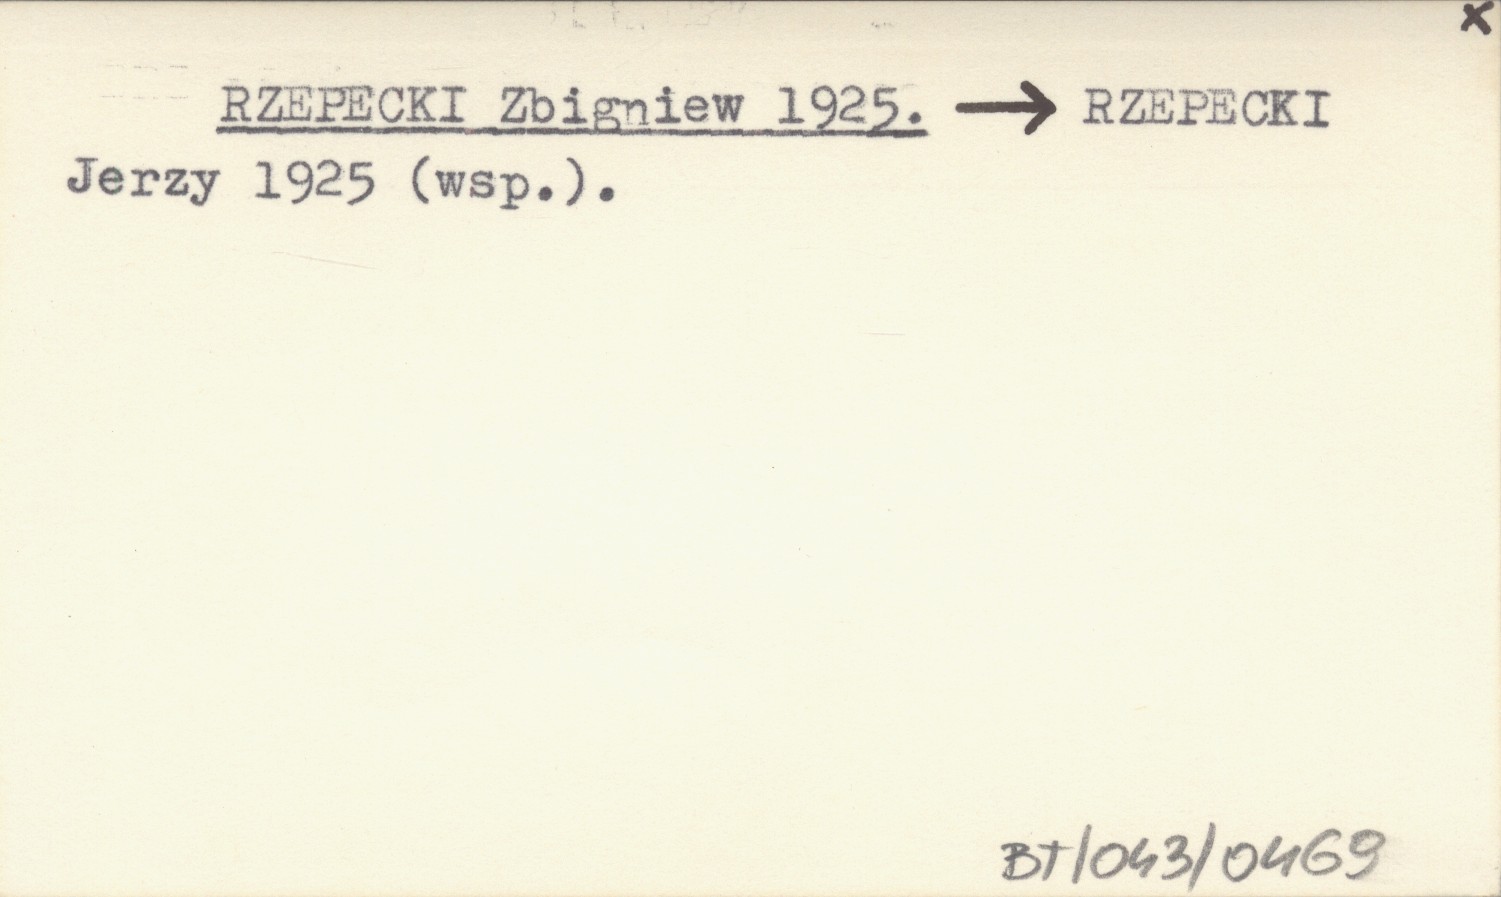 x
RZEPECKI Zbigniew 1925. → RZEPECKI
Jerzy 1925 (wsp.).
BT/043/0469